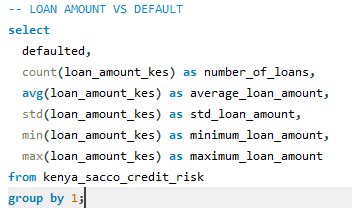 -- LOAN AMOUNT VS DEFAULT
select
  defaulted,
  count(loan_amount_kes) as number_of_loans,
  avg(loan_amount_kes) as average_loan_amount,
  std(loan_amount_kes) as std_loan_amount,
  min(loan_amount_kes) as minimum_loan_amount,
  max(loan_amount_kes) as maximum_loan_amount
from kenya_sacco_credit_risk
group by 1;